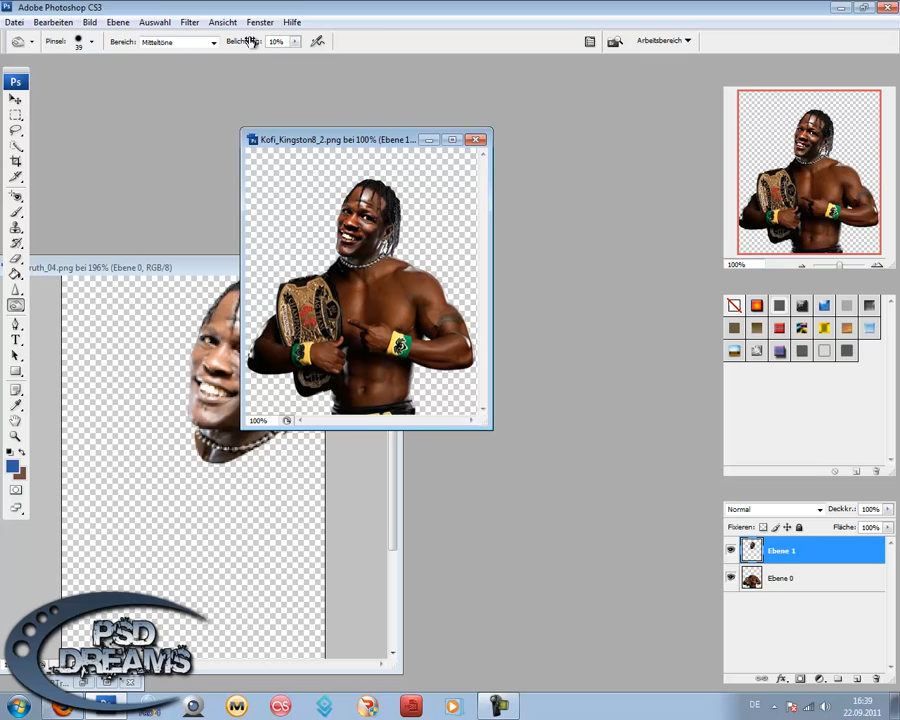 Adobe Photoshop CS3
Datei Bearbeiten Bild Ebene Auswahl Filter Ansicht Fenster Hilfe
Pinsel: 39 Bereich: Mitteltöne 10% Arbeitsbereich
Kofi_Kingston8_2.png bei 100% (Ebene 1...
ruth_04.png bei 196% (Ebene 0, RGB/8)
100%
100%
Normal Deckkr.: 100%
Fixieren: Fläche: 100%
Ebene 1
Ebene 0
PSD
DREAMS
DE 16:39
22.09.2011